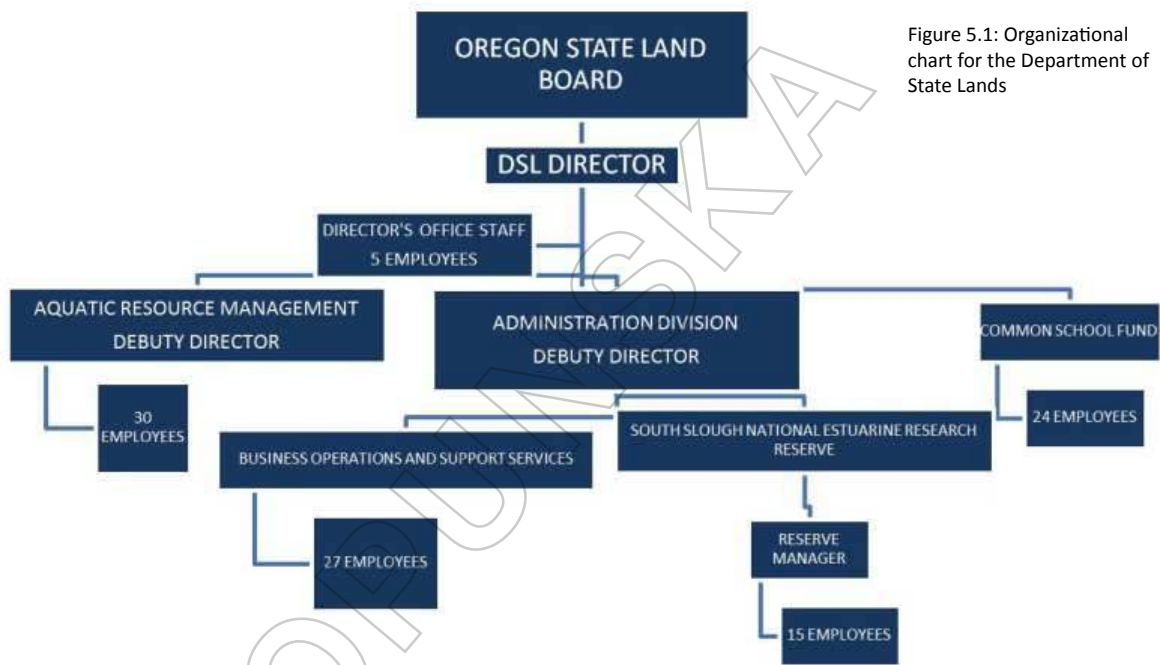 OREGON STATE LAND
BOARD
Figure 5.1: Organizational
chart for the Department of
State Lands
DSL DIRECTOR
DIRECTOR'S OFFICE STAFF
5 EMPLOYEES
AQUATIC RESOURCE MANAGEMENT
DEBUTY DIRECTOR
ADMINISTRATION DIVISION
DEBUTY DIRECTOR
COMMON SCHOOL FUND
30
EMPLOYEES
24 EMPLOYEES
BUSINESS OPERATIONS AND SUPPORT SERVICES
SOUTH SLOUGH NATIONAL ESTUARINE RESEARCH
RESERVE
27 EMPLOYEES
RESERVE
MANAGER
15 EMPLOYEES
OPUNSKA